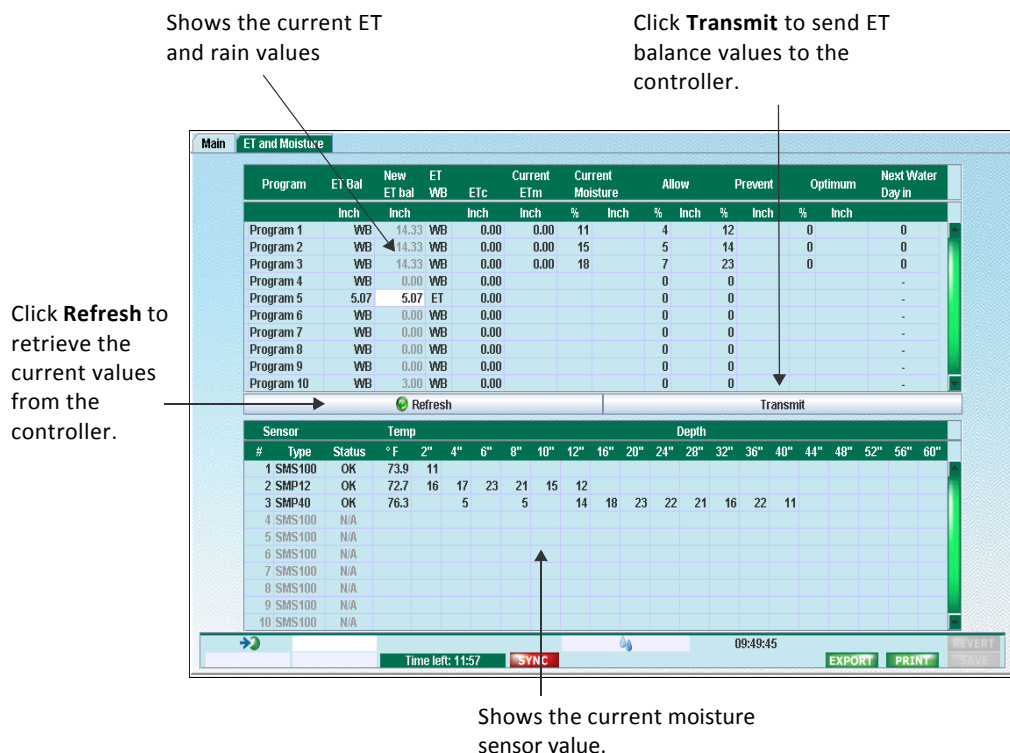 Shows the current ET
and rain values
Click Transmit to send ET
balance values to the
controller.
Main ET and Moisture
Program ET Bal New ET bal ET WB ETc Current ETm Current Moisture Allow Prevent Optimum Next Water Day in
Inch Inch Inch Inch % Inch % Inch % Inch % Inch
Program 1 WB 14.33 WB 0.00 0.00 11 4 12 0 0
Program 2 WB 14.33 WB 0.00 0.00 15 5 14 0 0
Program 3 WB 14.33 WB 0.00 0.00 18 7 23 0 0
Program 4 WB 0.00 WB 0.00 0 0 -
Program 5 5.07 5.07 ET 0.00 0 0 -
Program 6 WB 0.00 WB 0.00 0 0 -
Program 7 WB 0.00 WB 0.00 0 0 -
Program 8 WB 0.00 WB 0.00 0 0 -
Program 9 WB 0.00 WB 0.00 0 0 -
Program 10 WB 3.00 WB 0.00 0 0 -
Click Refresh to
retrieve the
current values
from the
controller.
Refresh Transmit
Sensor Temp Depth
# Type Status ° F 2" 4" 6" 8" 10" 12" 16" 20" 24" 28" 32" 36" 40" 44" 48" 52" 56" 60"
1 SMS100 OK 73.9 11
2 SMP12 OK 72.7 16 17 23 21 15 12
3 SMP40 OK 76.3 5 5 14 18 23 22 21 16 22 11
4 SMS100 N/A
5 SMS100 N/A
6 SMS100 N/A
7 SMS100 N/A
8 SMS100 N/A
9 SMS100 N/A
10 SMS100 N/A
09:49:45 REVERT
Time left: 11:57 SYNC EXPORT PRINT SAVE
Shows the current moisture
sensor value.